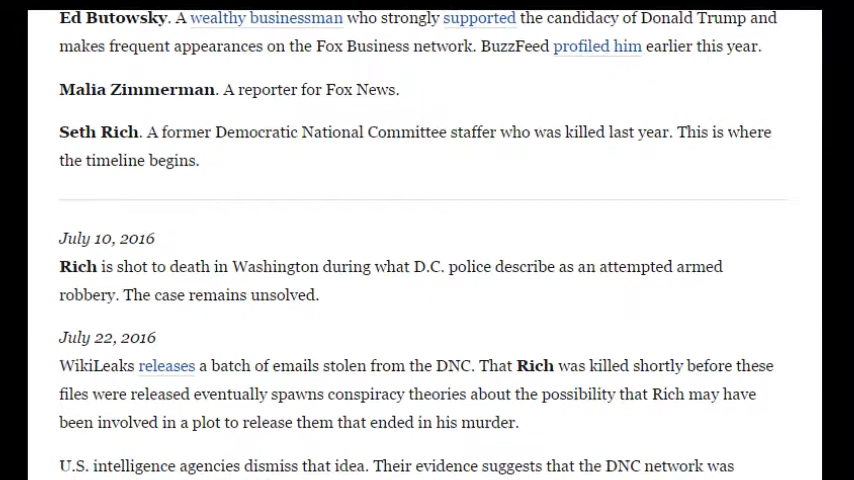 Ed Butowsky. A wealthy businessman who strongly supported the candidacy of Donald Trump and
makes frequent appearances on the Fox Business network. BuzzFeed profiled him earlier this year.
Malia Zimmerman. A reporter for Fox News.
Seth Rich. A former Democratic National Committee staffer who was killed last year. This is where
the timeline begins.
July 10, 2016
Rich is shot to death in Washington during what D.C. police describe as an attempted armed
robbery. The case remains unsolved.
July 22, 2016
WikiLeaks releases a batch of emails stolen from the DNC. That Rich was killed shortly before these
files were released eventually spawns conspiracy theories about the possibility that Rich may have
been involved in a plot to release them that ended in his murder.
U.S. intelligence agencies dismiss that idea. Their evidence suggests that the DNC network was